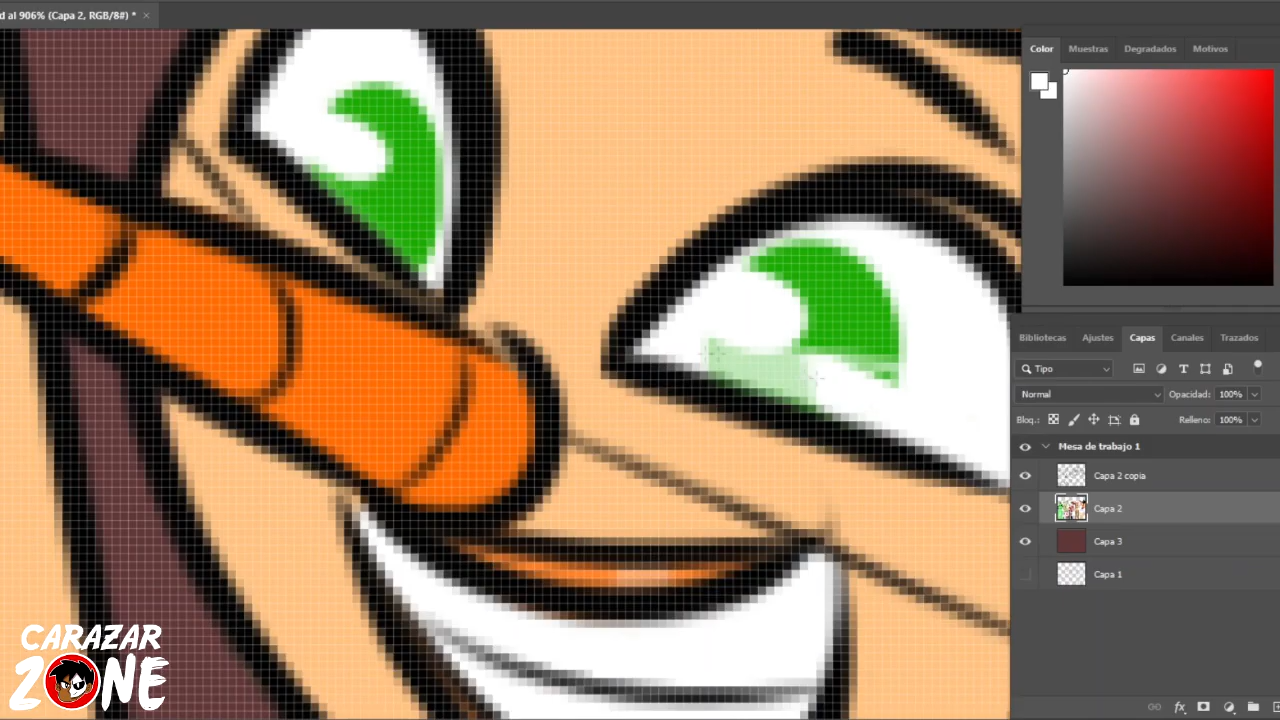 d al 906% (Capa 2, RGB/8#) * ×
Color Muestras Degradados Motivos
Bibliotecas Ajustes Capas Canales Trazados
Tipo
Normal Opacidad: 100%
Bloq.: Relleno: 100%
Mesa de trabajo 1
Capa 2 copia
Capa 2
Capa 3
Capa 1
fx
CARAZAR
ZONE